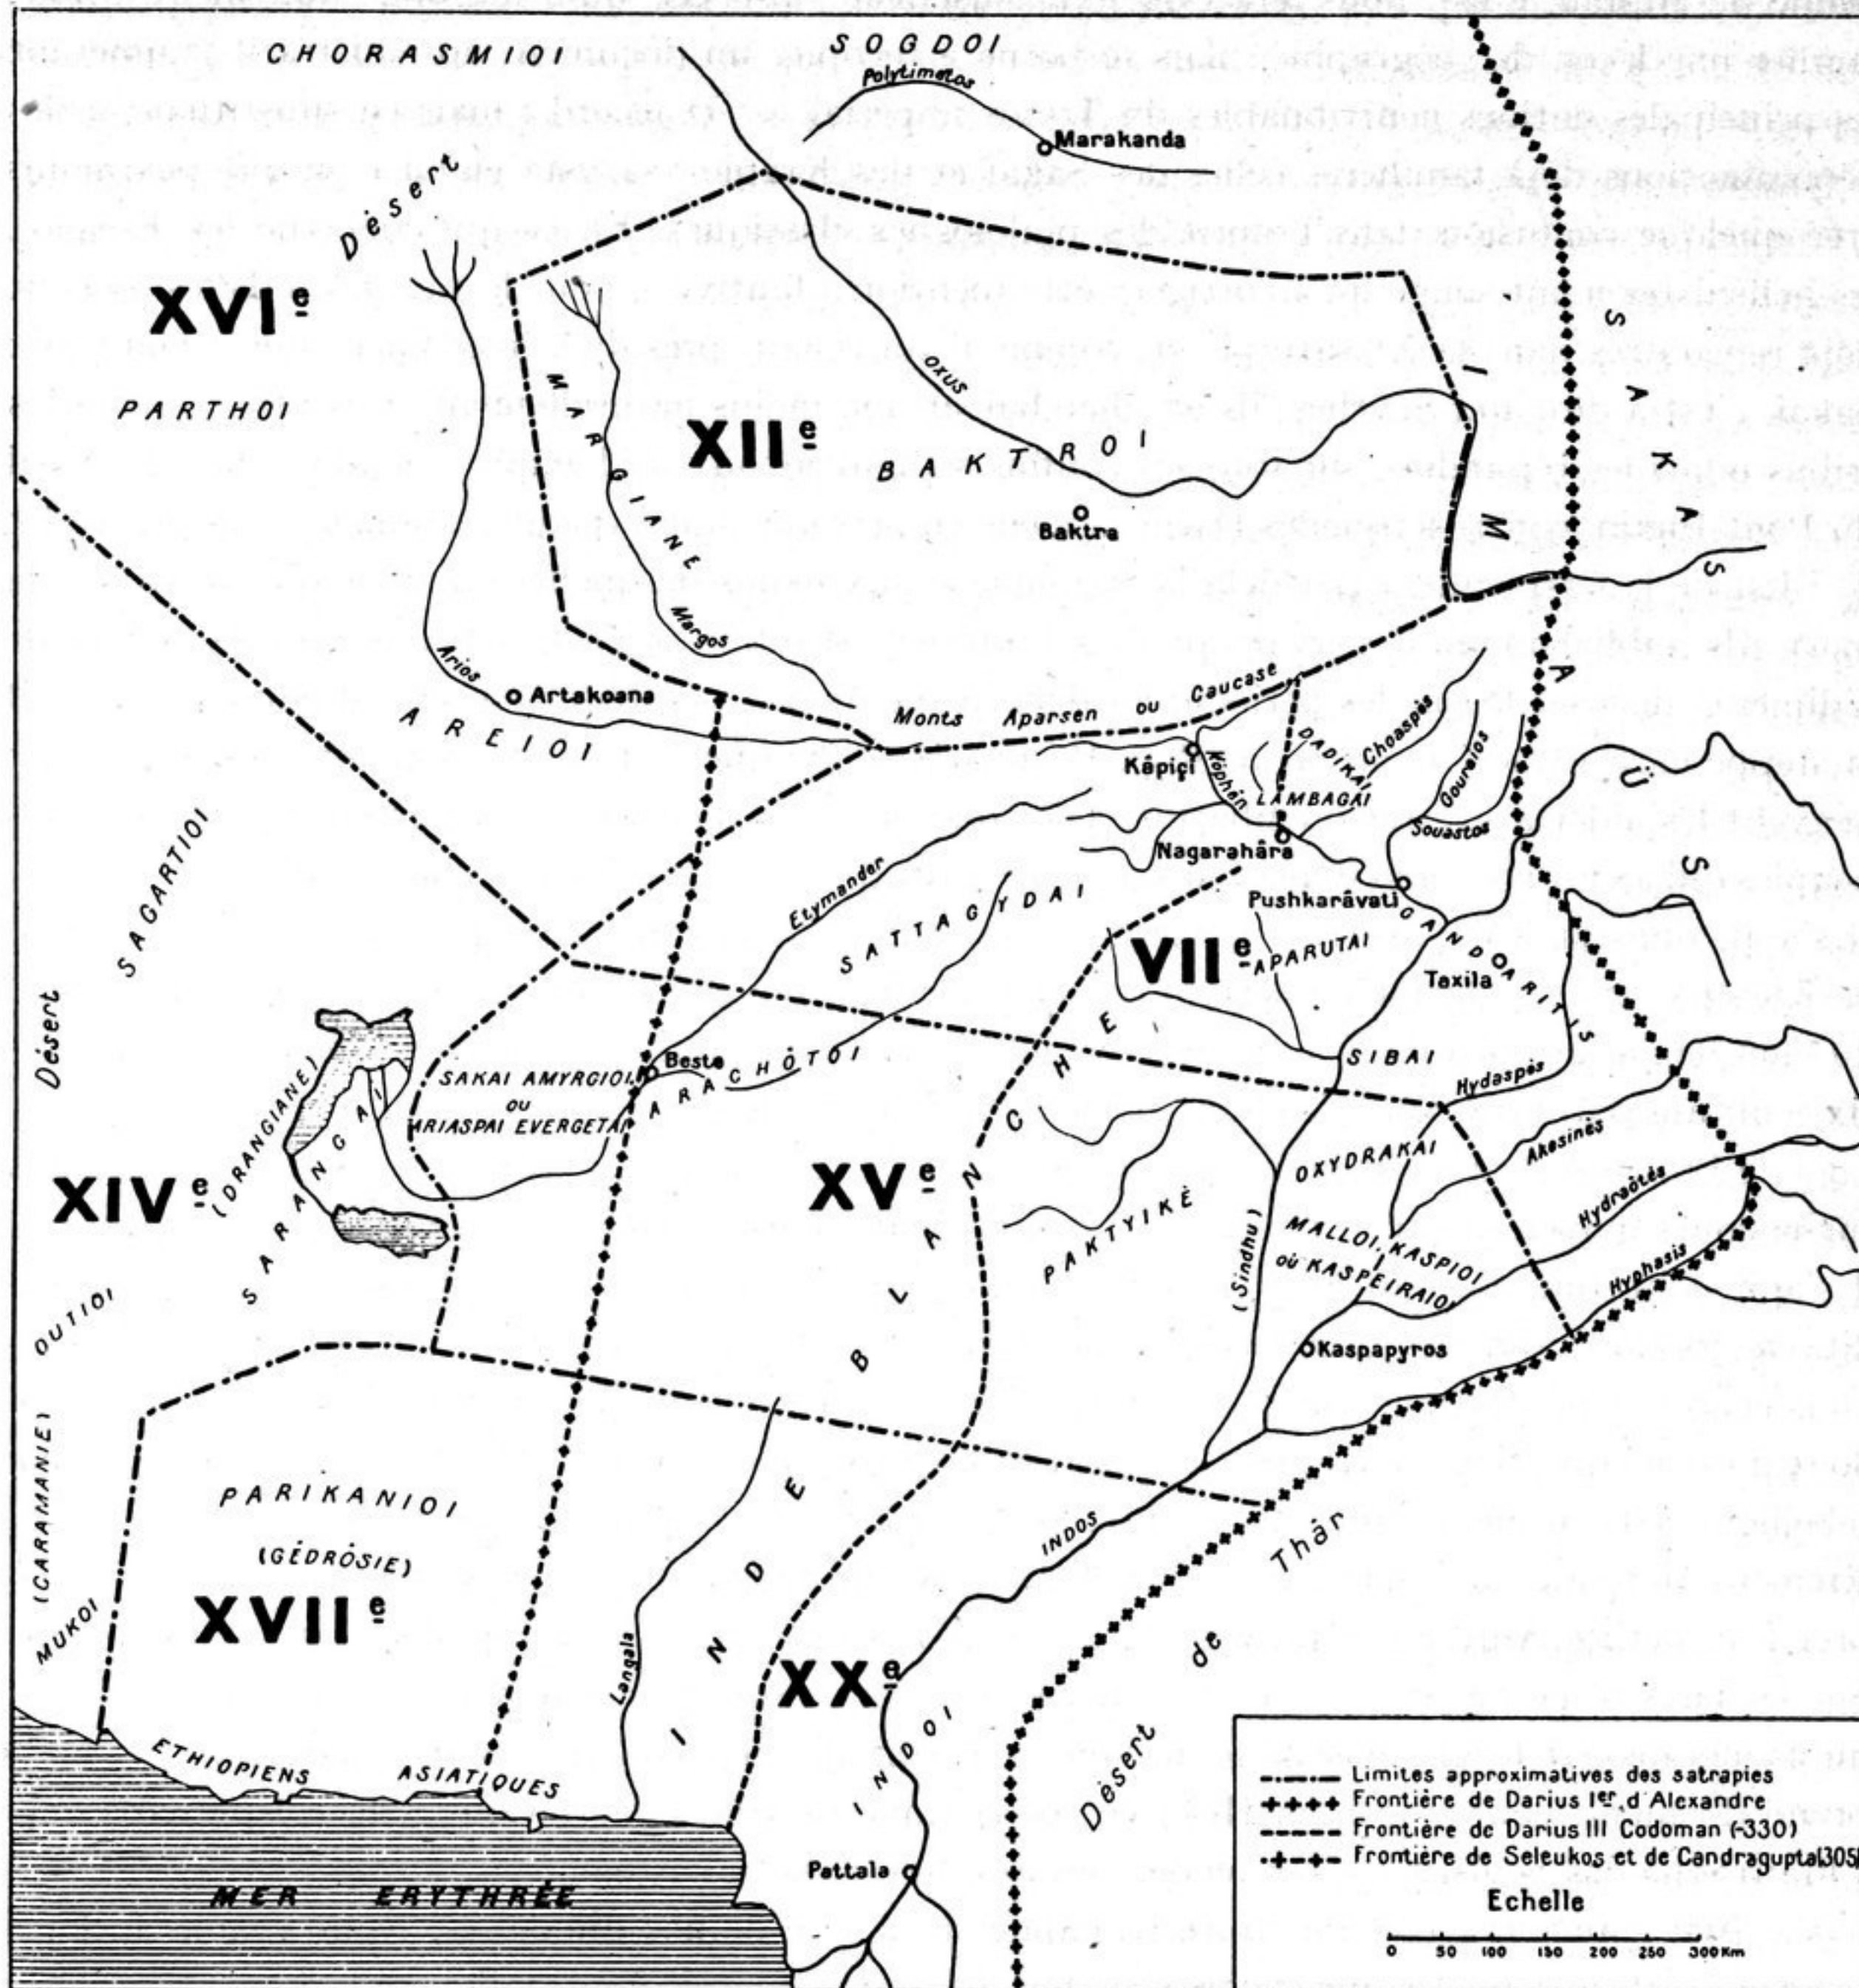 CHORASMIOI
SOGDOI
Polytimetos
Marakanda
Désert
XVIe
PARTHOI
MARGIANE
XIIe
OXUS
BAKTROI
Baktra
IMAÜS
SAKAS
Margos
Arios
Artakoana
AREIOI
Monts Aparsen ou Caucase
Kâpiçi
Kôphên
DADIKAI
Choaspès
Gouraios
LAMBAGAI
Souastos
Nagarahâra
Pushkarâvati
GANDARITIS
Taxila
SAGARTIOI
Etymander
SATTAGYDAI
VIIe
APARUTAI
Désert
SAKAI AMYRGIOI
OU
ARIASPAI EVERGETAI
Beste
ARACHÔTOI
SIBAI
Hydaspès
(DRANGIANE)
SARANGAI
XIVe
XVe
INDE BLANCHE
PAKTYIKÈ
(Sindhu)
OXYDRAKAI
Akesinès
Hydraôtés
Hyphasis
MALLOI, KASPIOI
où KASPEIRAIOI
Kaspapyros
OUTIOI
(CARAMANIE)
MUKOI
PARIKANIOI
(GÉDRÔSIE)
XVIIe
Langala
INDOS
XXe
INDOI
Désert de Thâr
ETHIOPIENS ASIATIQUES
MER ERYTHRÉE
Pattala
Limites approximatives des satrapies
Frontière de Darius Ier, d'Alexandre
Frontière de Darius III Codoman (-330)
Frontière de Seleukos et de Candragupta(305)
Echelle
0 50 100 150 200 250 300Km